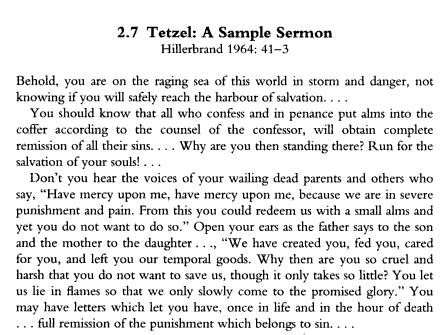 2.7 Tetzel: A Sample Sermon
Hillerbrand 1964: 41–3
Behold, you are on the raging sea of this world in storm and danger, not
knowing if you will safely reach the harbour of salvation. . . .
You should know that all who confess and in penance put alms into the
coffer according to the counsel of the confessor, will obtain complete
remission of all their sins. . . . Why are you then standing there? Run for the
salvation of your souls! . . .
Don't you hear the voices of your wailing dead parents and others who
say, "Have mercy upon me, have mercy upon me, because we are in severe
punishment and pain. From this you could redeem us with a small alms and
yet you do not want to do so." Open your ears as the father says to the son
and the mother to the daughter . . ., "We have created you, fed you, cared
for you, and left you our temporal goods. Why then are you so cruel and
harsh that you do not want to save us, though it only takes so little? You let
us lie in flames so that we only slowly come to the promised glory." You
may have letters which let you have, once in life and in the hour of death
. . . full remission of the punishment which belongs to sin. . . .